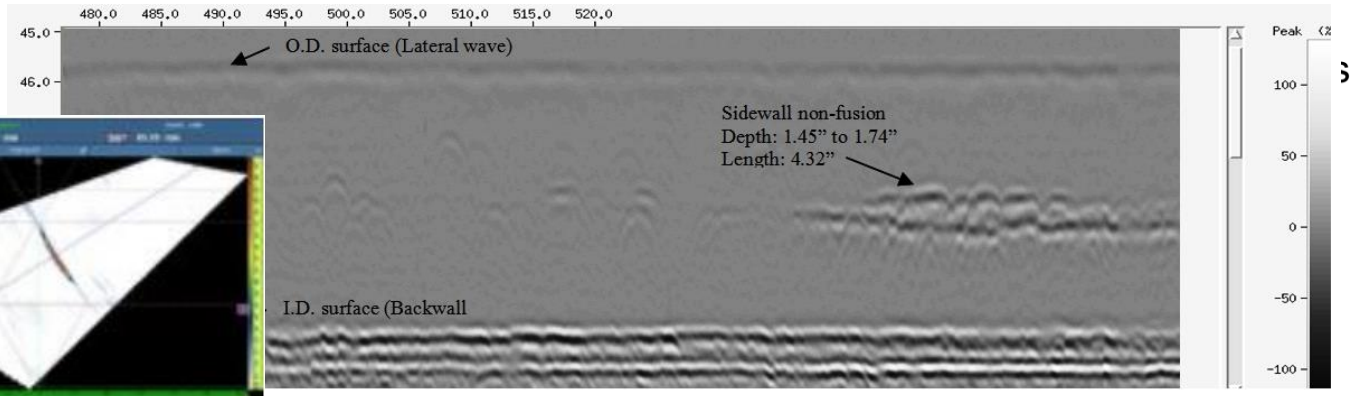 480.0 485.0 490.0 495.0 500.0 505.0 510.0 515.0 520.0
45.0
O.D. surface (Lateral wave)
46.0
Peak (%
100
Sidewall non-fusion
Depth: 1.45” to 1.74”
Length: 4.32”
50
0
I.D. surface (Backwall
-50
-100
s